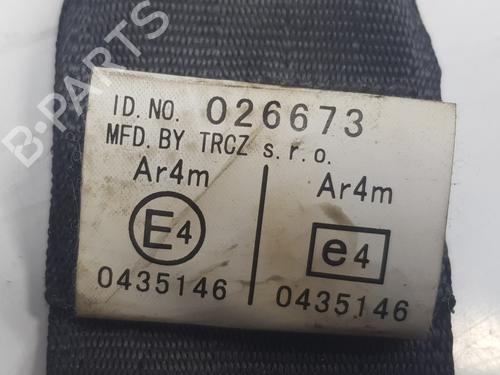 B-PARTS
ID.NO. 026673
MFD.BY TRCZ s.r.o.
Ar4m
E4
0435146
Ar4m
e4
0435146